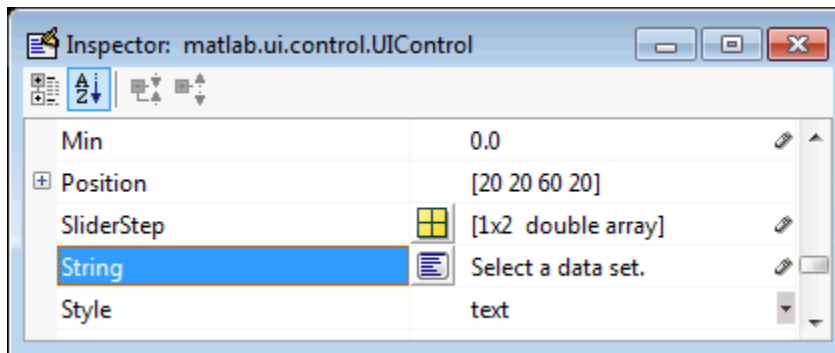 Inspector: matlab.ui.control.UIControl
A
Z
Min 0.0
Position [20 20 60 20]
SliderStep [1x2 double array]
String Select a data set.
Style text